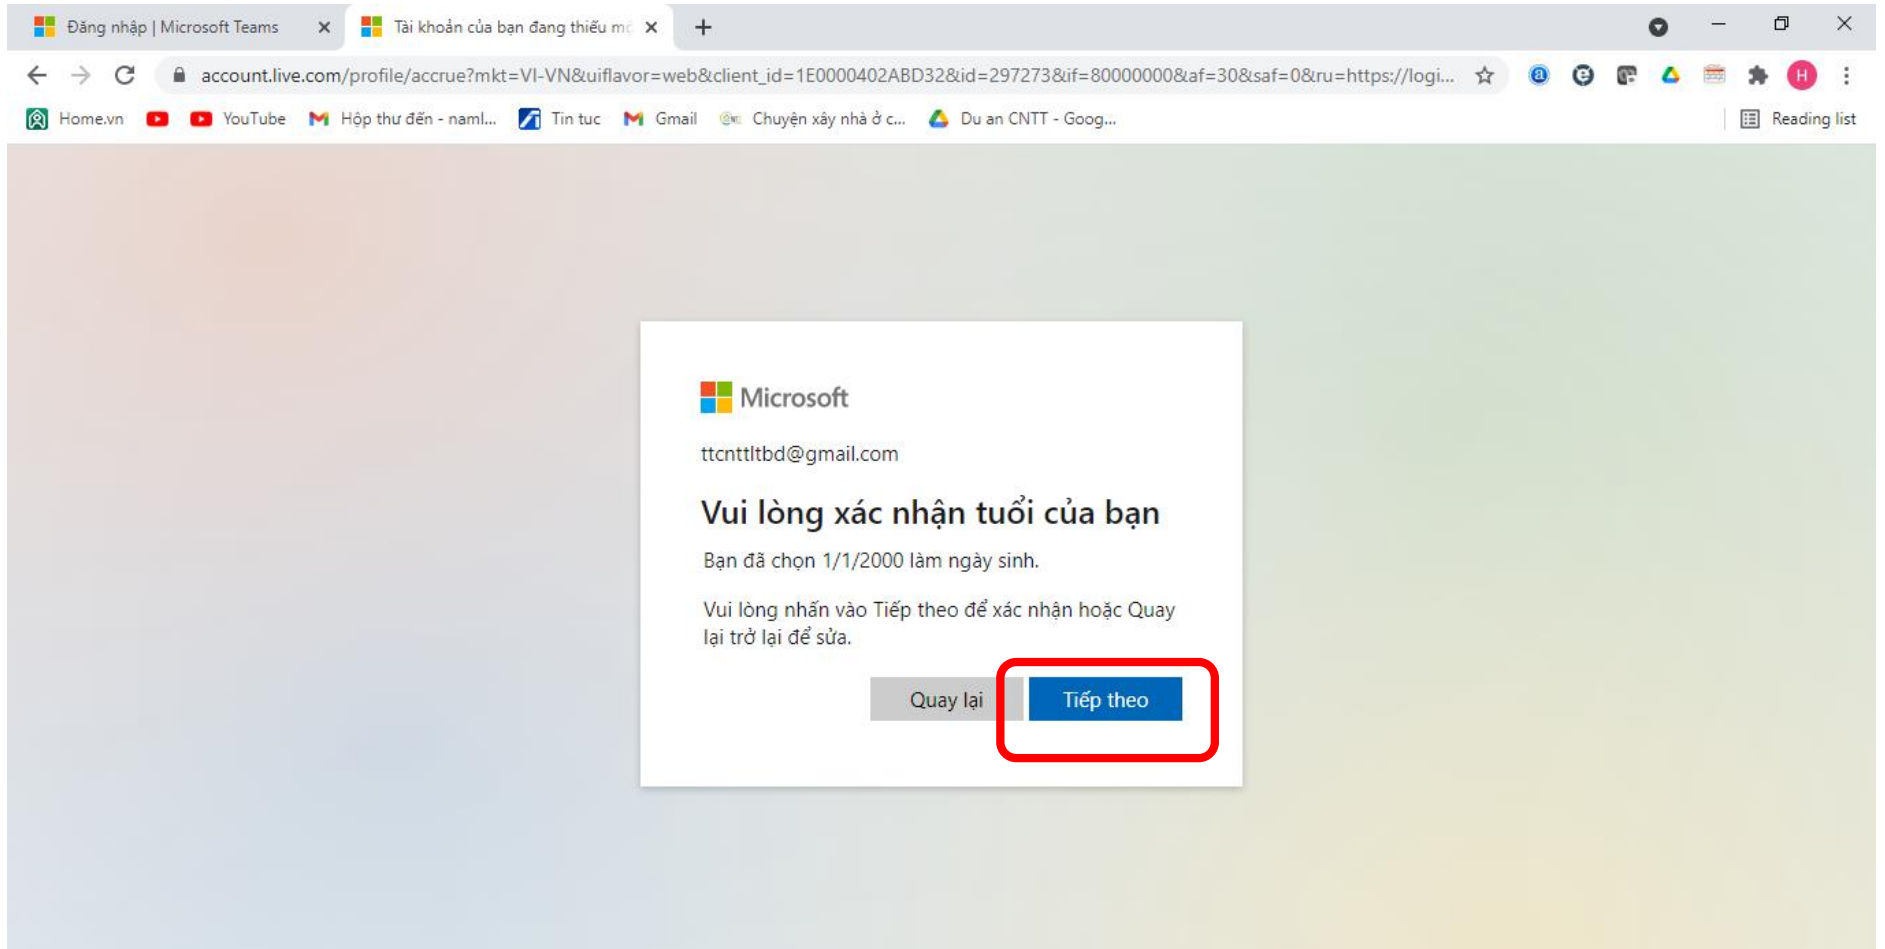 Đăng nhập | Microsoft Teams
Tài khoản của bạn đang thiếu
account.live.com/profile/accrue?mkt=VI-VN&uiflavor=web&client_id=1E0000402ABD32&id=297273&if=80000000&af=30&saf=0&ru=https://logi...
H
Home.vn YouTube Hộp thư đến - naml... Tin tuc Gmail Chuyện xây nhà ở c... Du an CNTT - Goog... Reading list
Microsoft
ttcnttltbd@gmail.com
Vui lòng xác nhận tuổi của bạn
Bạn đã chọn 1/1/2000 làm ngày sinh.
Vui lòng nhấn vào Tiếp theo để xác nhận hoặc Quay
lại trở lại để sửa.
Quay lại Tiếp theo